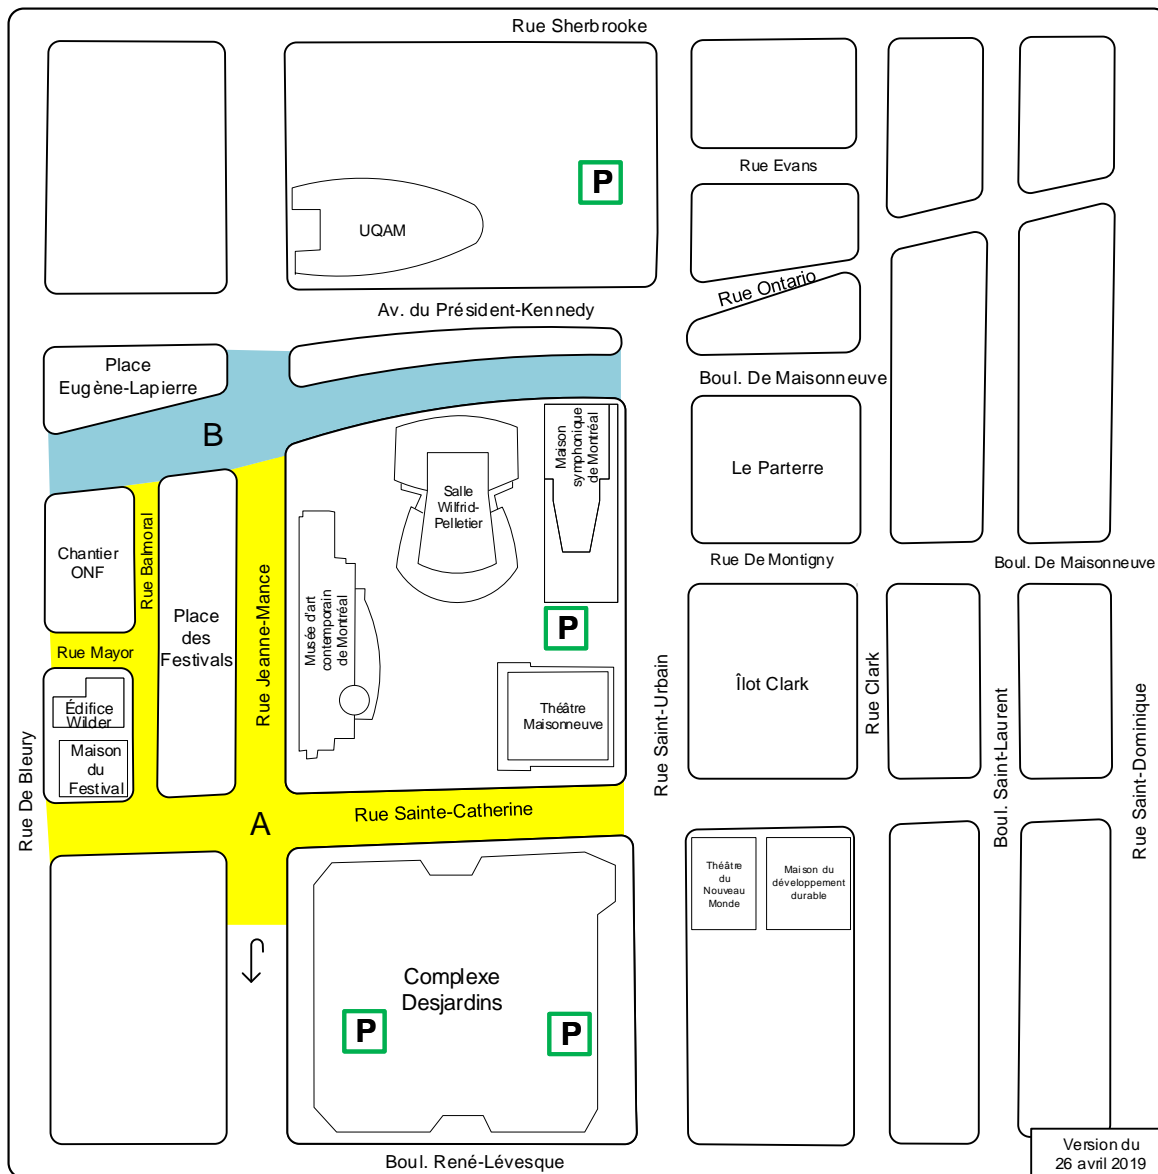 Rue Sherbrooke
Rue Evans
P
UQAM
Rue Ontario
Av. du Président-Kennedy
Place
Eugène-Lapierre
Boul. De Maisonneuve
B
Maison
symphonique
de Montréal
Le Parterre
Salle
Wilfrid-
Pelletier
Chantier
ONF
Rue Balmoral
Rue De Montigny
Boul. De Maisonneuve
Place
des
Festivals
Rue Jeanne-Mance
Musée d'art
contemporain
de Montréal
P
Rue Mayor
Édifice
Wilder
Maison
du
Festival
Théâtre
Maisonneuve
Rue Saint-Urbain
Îlot Clark
Rue Clark
Boul. Saint-Laurent
Rue Saint-Dominique
Rue De Bleury
A
Rue Sainte-Catherine
Théâtre
du
Nouveau
Monde
Maison du
développement
durable
Complexe
Desjardins
P
P
Boul. René-Lévesque
Version du
26 avril 2019